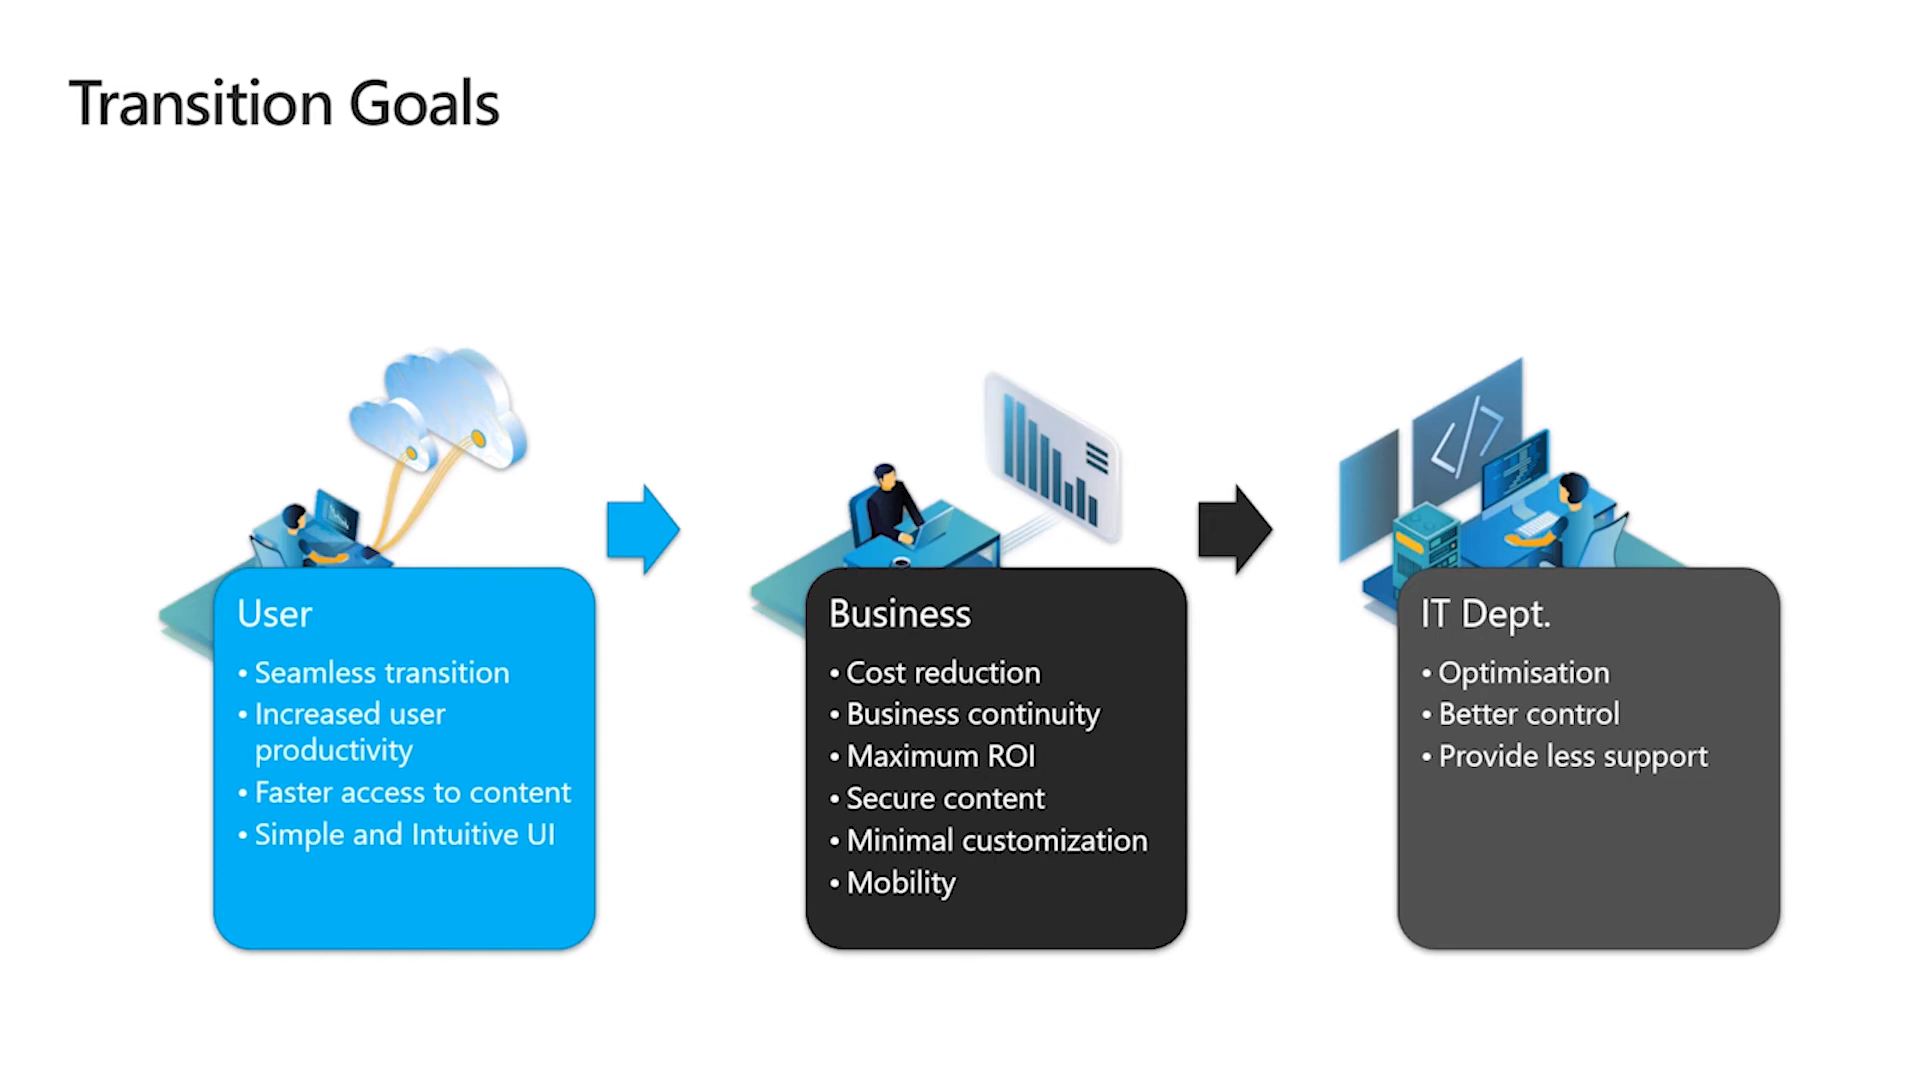 Transition Goals
User
• Seamless transition
• Increased user
productivity
• Faster access to content
• Simple and Intuitive UI
Business
• Cost reduction
• Business continuity
• Maximum ROI
• Secure content
• Minimal customization
• Mobility
IT Dept.
• Optimisation
• Better control
• Provide less support